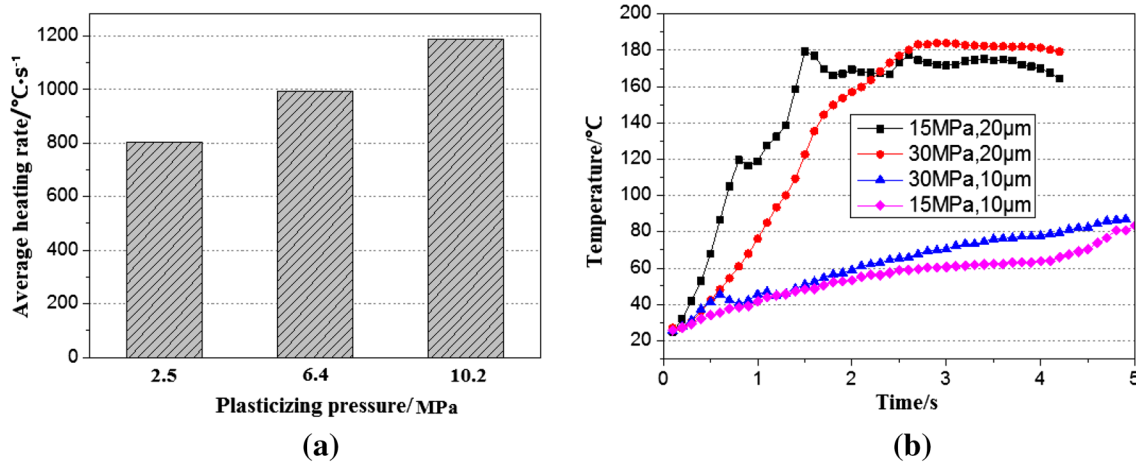 1200
1000
800
600
400
200
0
Average heating rate/°C·s⁻¹
2.5 6.4 10.2
Plasticizing pressure/MPa
(a)
200
180
160
140
120
100
80
60
40
20
Temperature/°C
15MPa,20μm
30MPa,20μm
30MPa,10μm
15MPa,10μm
0 1 2 3 4 5
Time/s
(b)